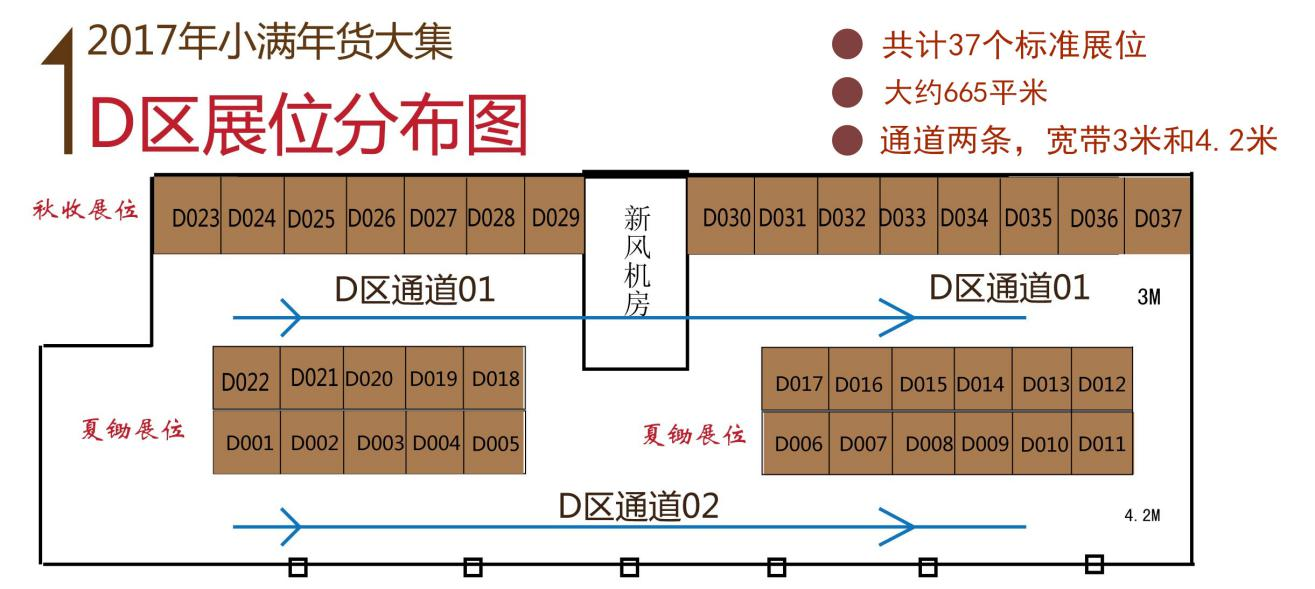 2017年小满年货大集
D区展位分布图
共计37个标准展位
大约665平米
通道两条，宽带3米和4.2米
秋收展位
D023 D024 D025 D026 D027 D028 D029
新风机房
D030 D031 D032 D033 D034 D035 D036 D037
D区通道01
D区通道01
3M
D022 D021 D020 D019 D018
D017 D016 D015 D014 D013 D012
夏锄展位
D001 D002 D003 D004 D005
夏锄展位
D006 D007 D008 D009 D010 D011
D区通道02
4.2M